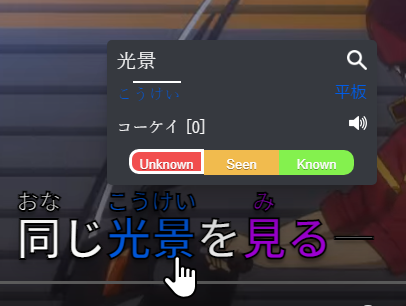 光景
こうけい 平板
コーケイ [0]
Unknown Seen Known
おな こうけい み
同じ光景を見る―